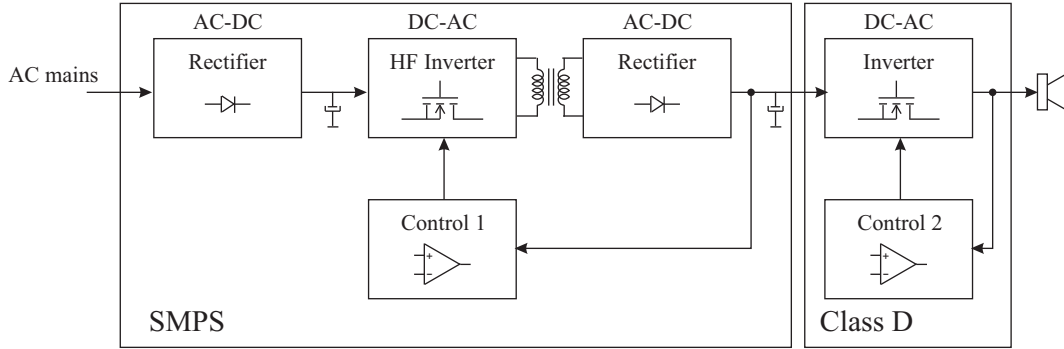 AC-DC
DC-AC
AC-DC
DC-AC
AC mains
Rectifier
HF Inverter
Rectifier
Inverter
Control 1
+
−
Control 2
+
−
SMPS
Class D